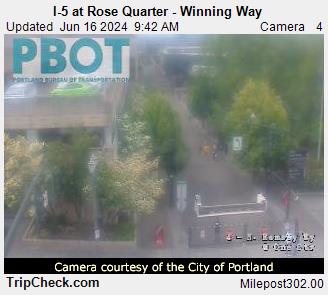 I-5 at Rose Quarter - Winning Way
Updated Jun 16 2024 9:42 AM Camera 4
PBOT
PORTLAND BUREAU OF TRANSPORTATION
Camera courtesy of the City of Portland
TripCheck.com Milepost302.00